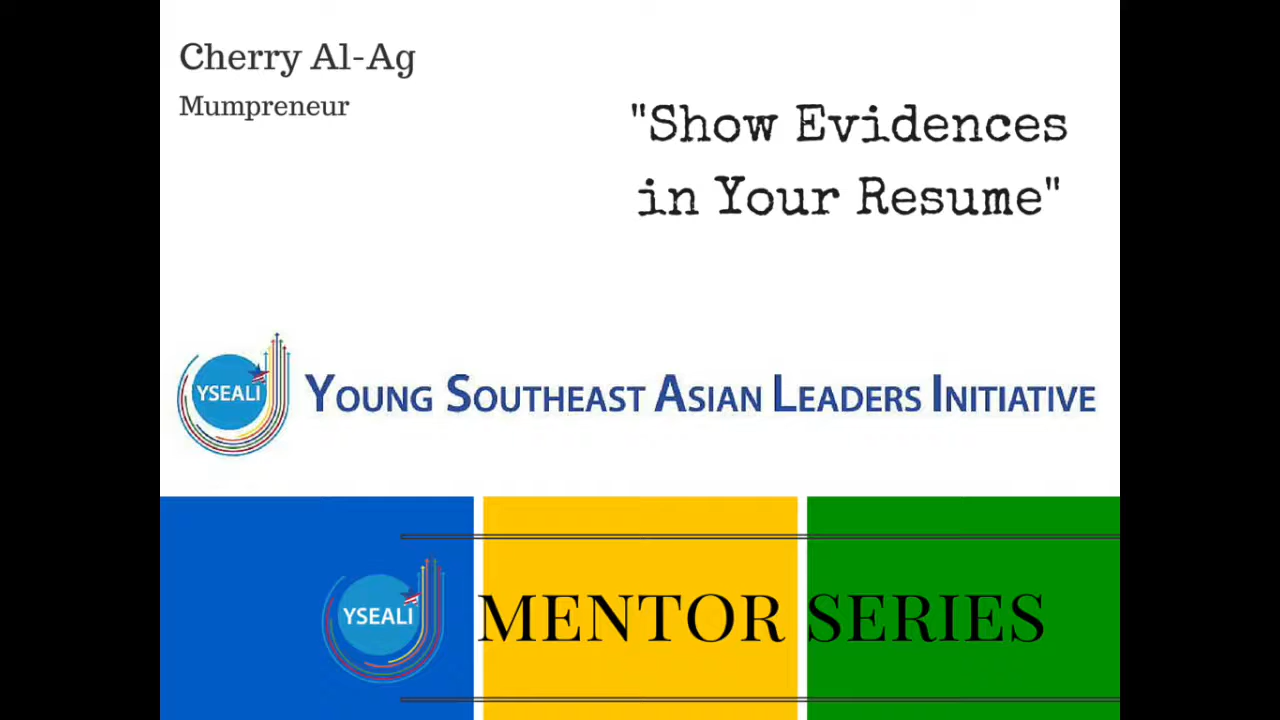 Cherry Al-Ag
Mumpreneur
"Show Evidences
in Your Resume"
YSEALI
YOUNG SOUTHEAST ASIAN LEADERS INITIATIVE
YSEALI
MENTOR SERIES